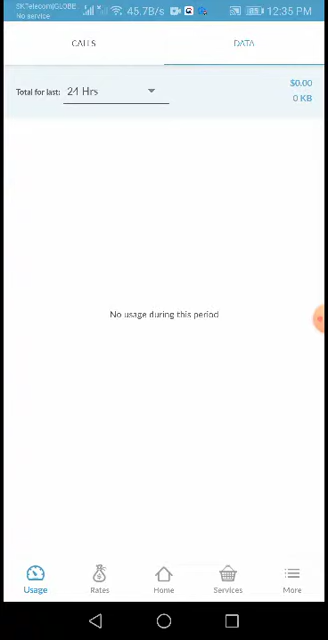 SKTelecom|GLOBE
No service
45.7B/s
12:35 PM
CALLS
DATA
Total for last:
24 Hrs
$0.00
0 KB
No usage during this period
Usage
Rates
Home
Services
More